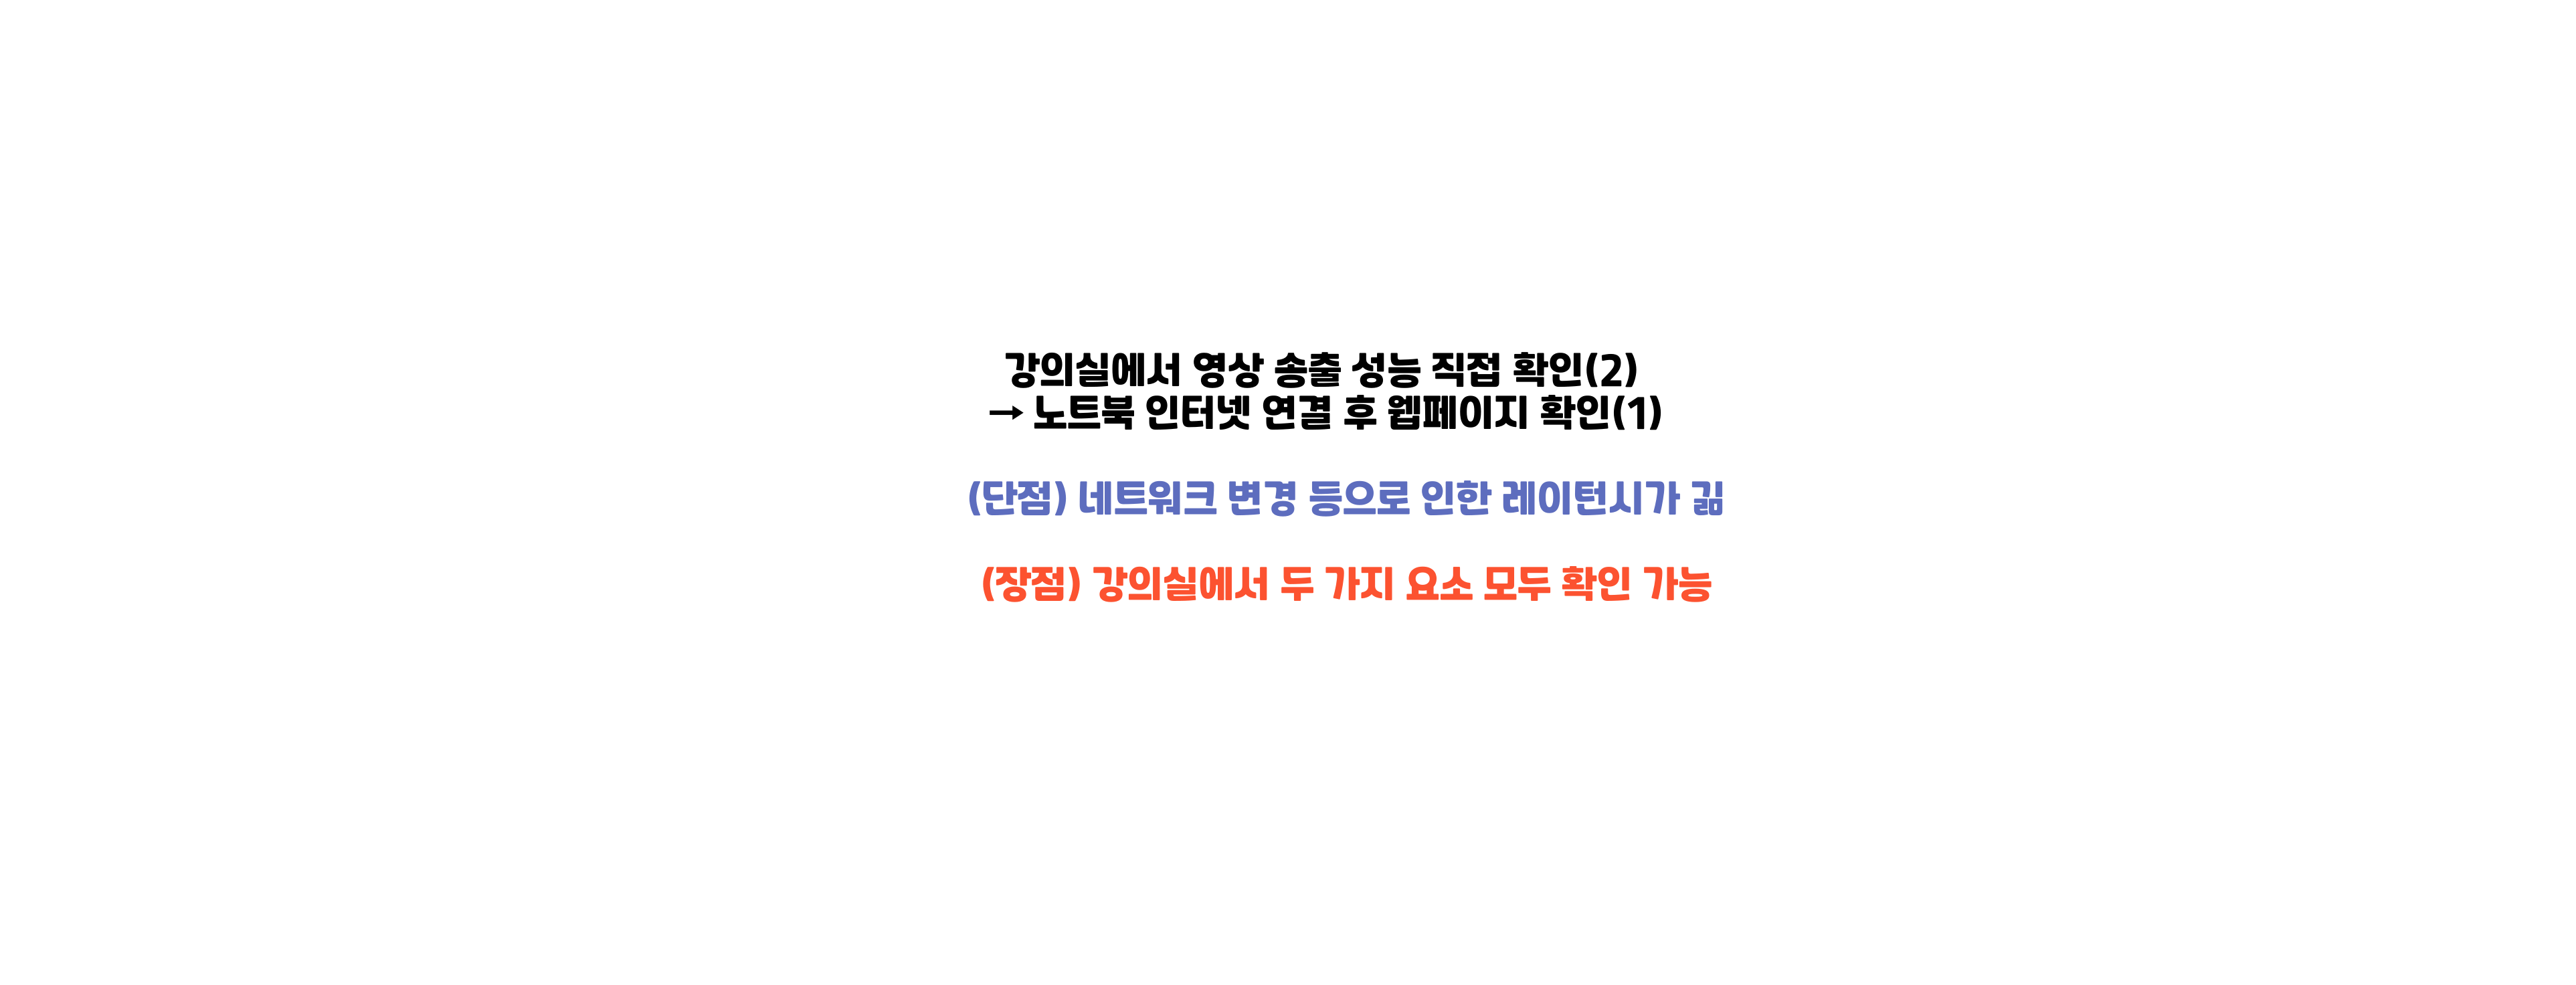 강의실에서 영상 송출 성능 직접 확인(2)
→ 노트북 인터넷 연결 후 웹페이지 확인(1)
(단점) 네트워크 변경 등으로 인한 레이턴시가 긺
(장점) 강의실에서 두 가지 요소 모두 확인 가능